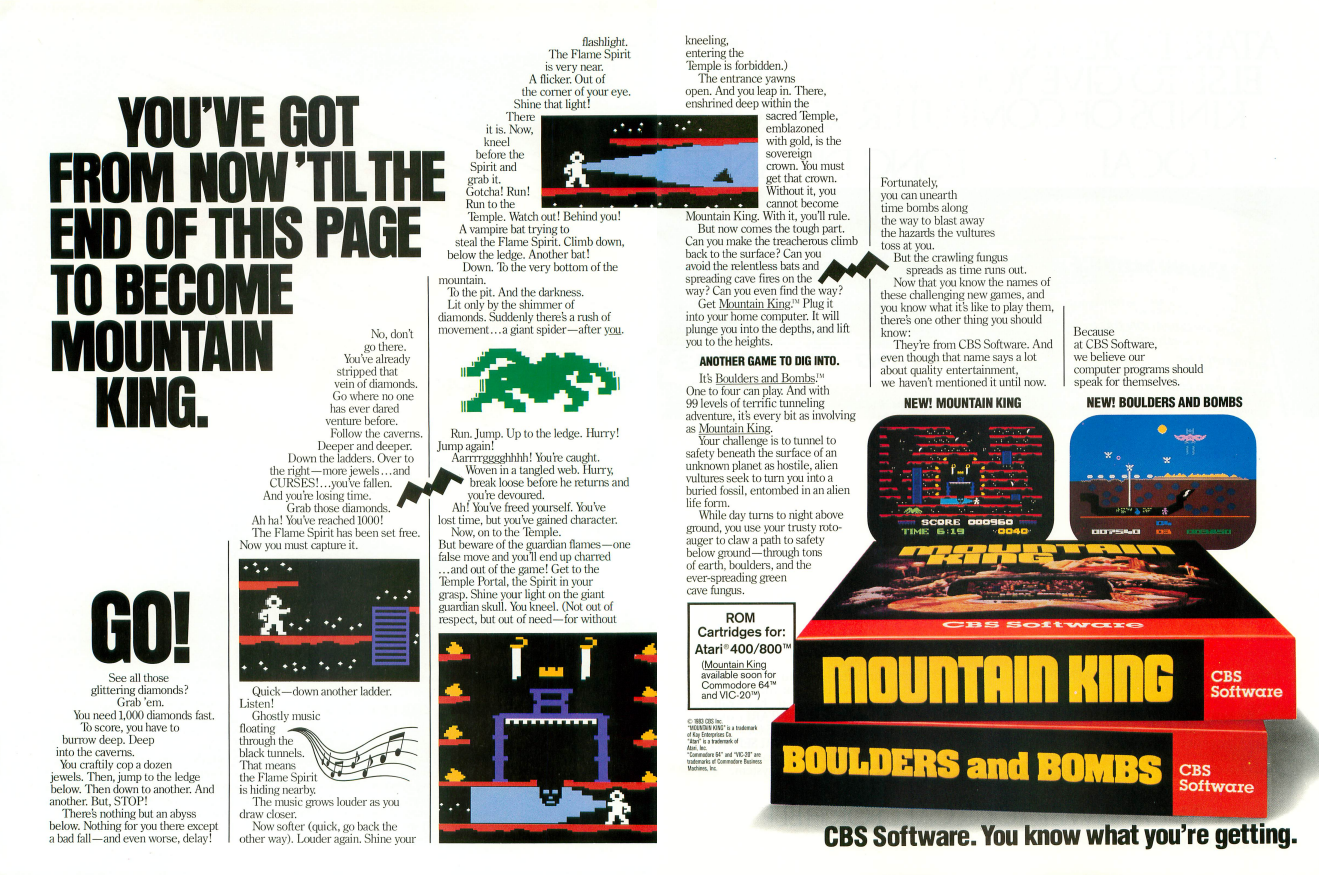 YOU'VE GOT
FROM NOW 'TIL THE
END OF THIS PAGE
TO BECOME
MOUNTAIN
KING.
GO!
See all those
glittering diamonds?
Grab 'em.
You need 1,000 diamonds fast.
To score, you have to
burrow deep. Deep
into the caverns.
You craftily cop a dozen
jewels. Then, jump to the ledge
below. Then down to another. And
another. But, STOP!
There's nothing but an abyss
below. Nothing for you there except
a bad fall—and even worse, delay!
No, don't
go there.
You've already
stripped that
vein of diamonds.
Go where no one
has ever dared
venture before.
Follow the caverns.
Deeper and deeper.
Down the ladders. Over to
the right—more jewels...and
CURSES!...you've fallen.
And you're losing time.
Grab those diamonds.
Ah ha! You've reached 1000!
The Flame Spirit has been set free.
Now you must capture it.
Quick—down another ladder.
Listen!
Ghostly music
floating
through the
black tunnels.
That means
the Flame Spirit
is hiding nearby.
The music grows louder as you
draw closer.
Now softer (quick, go back the
other way). Louder again. Shine your
flashlight.
The Flame Spirit
is very near.
A flicker. Out of
the corner of your eye.
Shine that light!
There
it is. Now,
kneel
before the
Spirit and
grab it.
Gotcha! Run!
Run to the
Temple. Watch out! Behind you!
A vampire bat trying to
steal the Flame Spirit. Climb down,
below the ledge. Another bat!
Down. To the very bottom of the
mountain.
To the pit. And the darkness.
Lit only by the shimmer of
diamonds. Suddenly there's a rush of
movement...a giant spider—after you.
Run. Jump. Up to the ledge. Hurry!
Jump again!
Aarrrrgggghhhh! You're caught.
Woven in a tangled web. Hurry,
break loose before he returns and
you're devoured.
Ah! You've freed yourself. You've
lost time, but you've gained character.
Now, on to the Temple.
But beware of the guardian flames—one
false move and you'll end up charred
...and out of the game! Get to the
Temple Portal, the Spirit in your
grasp. Shine your light on the giant
guardian skull. You kneel. (Not out of
respect, but out of need—for without
kneeling,
entering the
Temple is forbidden.)
The entrance yawns
open. And you leap in. There,
enshrined deep within the
sacred Temple,
emblazoned
with gold, is the
sovereign
crown. You must
get that crown.
Without it, you
cannot become
Mountain King. With it, you'll rule.
But now comes the tough part.
Can you make the treacherous climb
back to the surface? Can you
avoid the relentless bats and
spreading cave fires on the
way? Can you even find the way?
Get Mountain King.™ Plug it
into your home computer. It will
plunge you into the depths, and lift
you to the heights.
ANOTHER GAME TO DIG INTO.
It's Boulders and Bombs.™
One to four can play. And with
99 levels of terrific tunneling
adventure, it's every bit as involving
as Mountain King.
Your challenge is to tunnel to
safety beneath the surface of an
unknown planet as hostile, alien
vultures seek to turn you into a
buried fossil, entombed in an alien
life form.
While day turns to night above
ground, you use your trusty roto-
auger to claw a path to safety
below ground—through tons
of earth, boulders, and the
ever-spreading green
cave fungus.
Fortunately,
you can unearth
time bombs along
the way to blast away
the hazards the vultures
toss at you.
But the crawling fungus
spreads as time runs out.
Now that you know the names of
these challenging new games, and
you know what it's like to play them,
there's one other thing you should
know:
They're from CBS Software. And
even though that name says a lot
about quality entertainment,
we haven't mentioned it until now.
Because
at CBS Software,
we believe our
computer programs should
speak for themselves.
NEW! MOUNTAIN KING
SCORE 000960
TIME 6:19 0040
NEW! BOULDERS AND BOMBS
04
007540 03
ROM
Cartridges for:
Atari® 400/800™
(Mountain King
available soon for
Commodore 64™
and VIC-20™)
© 1983 CBS Inc.
"MOUNTAIN KING" is a trademark
of Kay Enterprises Co.
"Atari" is a trademark of
Atari, Inc.
"Commodore 64" and "VIC-20" are
trademarks of Commodore Business
Machines, Inc.
MOUNTAIN
KING
CBS Software
MOUNTAIN KING
CBS
Software
BOULDERS and BOMBS
CBS
Software
CBS Software. You know what you're getting.